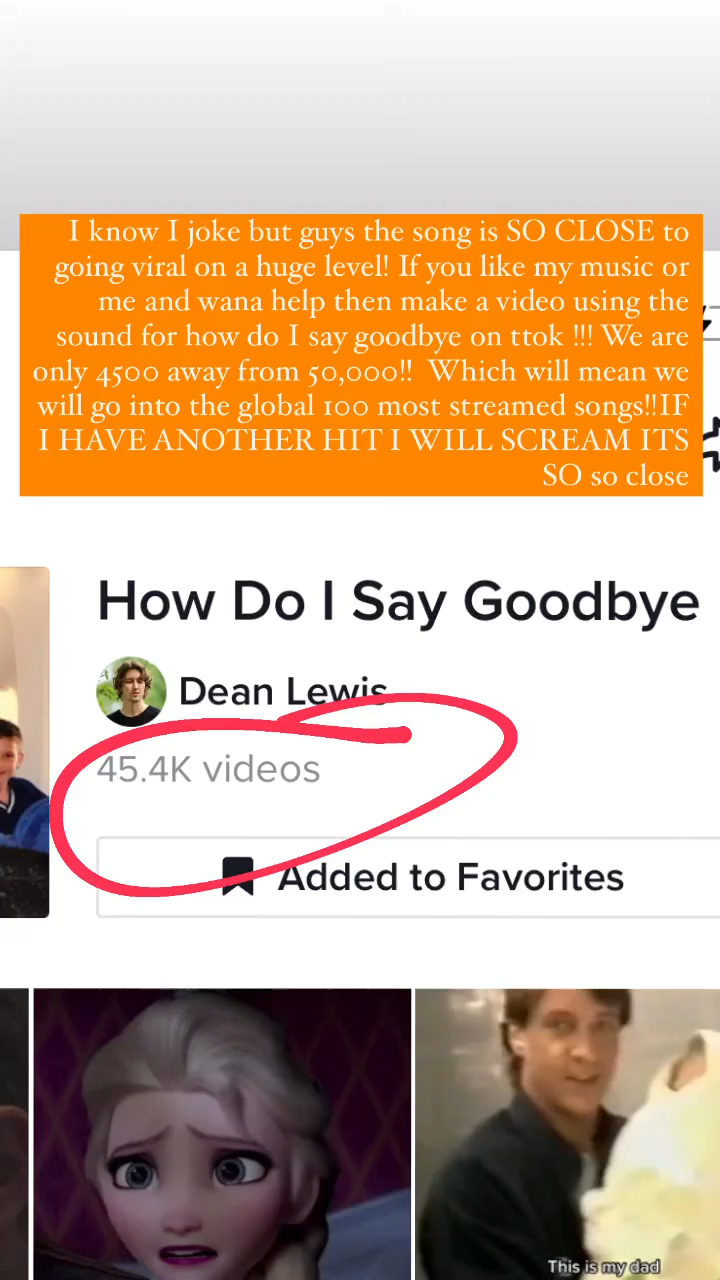 I know I joke but guys the song is SO CLOSE to
going viral on a huge level! If you like my music or
me and wana help then make a video using the
sound for how do I say goodbye on ttok !!! We are
only 4500 away from 50,000!! Which will mean we
will go into the global 100 most streamed songs!!IF
I HAVE ANOTHER HIT I WILL SCREAM ITS
SO so close
How Do I Say Goodbye
Dean Lewis
45.4K videos
Added to Favorites
This is my dad